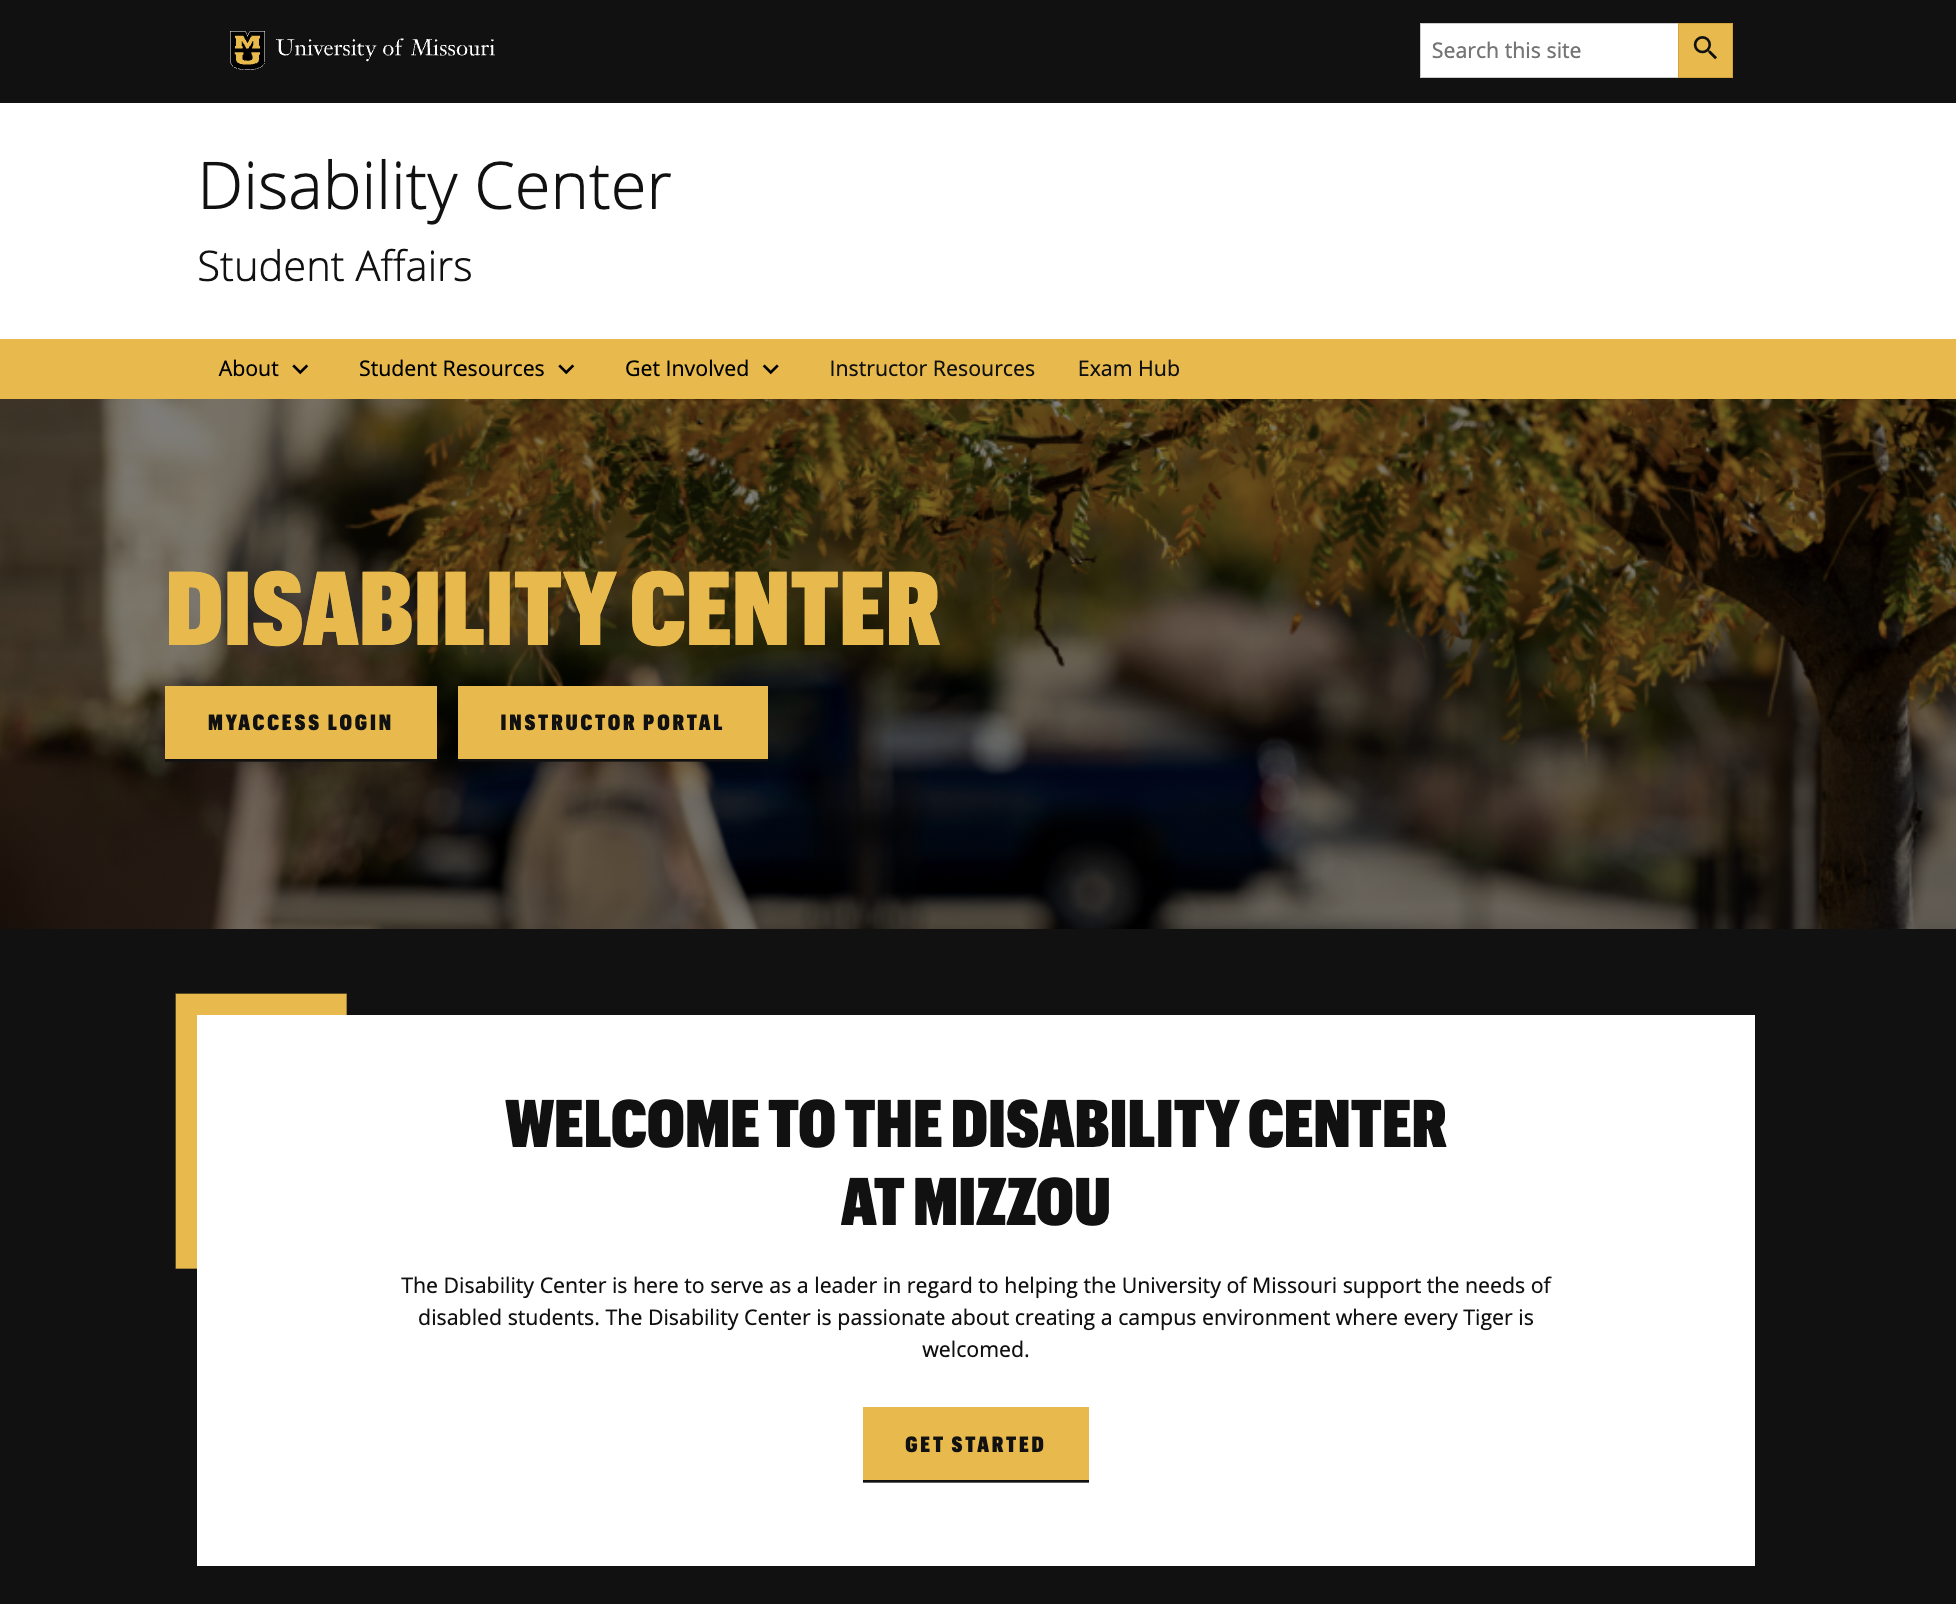 University of Missouri
Search this site
Disability Center
Student Affairs
About
Student Resources
Get Involved
Instructor Resources
Exam Hub
DISABILITY CENTER
MYACCESS LOGIN
INSTRUCTOR PORTAL
WELCOME TO THE DISABILITY CENTER
AT MIZZOU
The Disability Center is here to serve as a leader in regard to helping the University of Missouri support the needs of
disabled students. The Disability Center is passionate about creating a campus environment where every Tiger is
welcomed.
GET STARTED